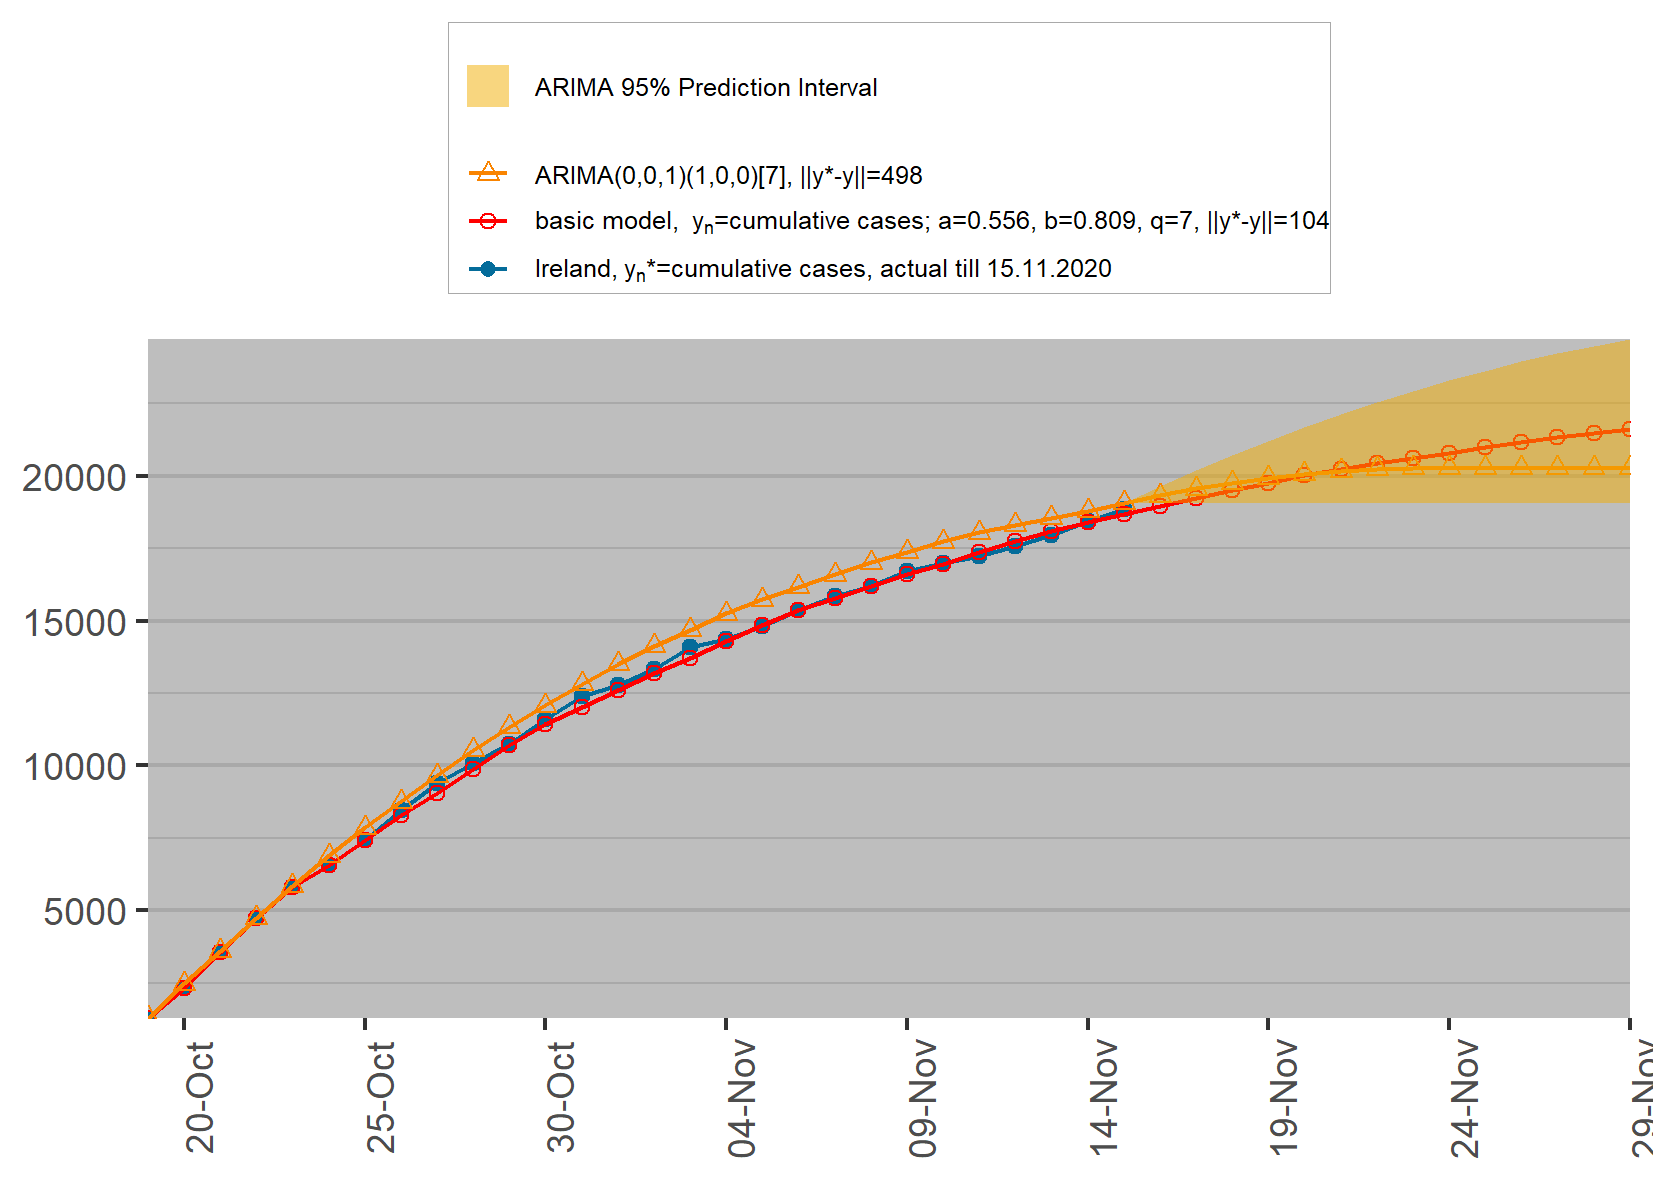 ARIMA 95% Prediction Interval
ARIMA(0,0,1)(1,0,0)[7], ||y*-y||=498
basic model,  yn=cumulative cases; a=0.556, b=0.809, q=7, ||y*-y||=104
Ireland, yn*=cumulative cases, actual till 15.11.2020
20000
15000
10000
5000
20-Oct
25-Oct
30-Oct
04-Nov
09-Nov
14-Nov
19-Nov
24-Nov
29-Nov